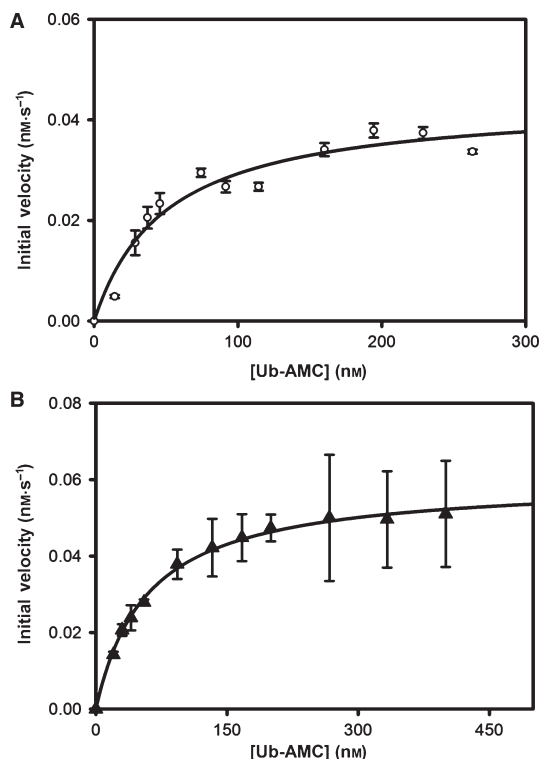 A
0.06
0.04
0.02
0.00
Initial velocity (nM·s⁻¹)
0 100 200 300
[Ub-AMC] (nM)
B
0.08
0.06
0.04
0.02
0.00
Initial velocity (nM·s⁻¹)
0 150 300 450
[Ub-AMC] (nM)